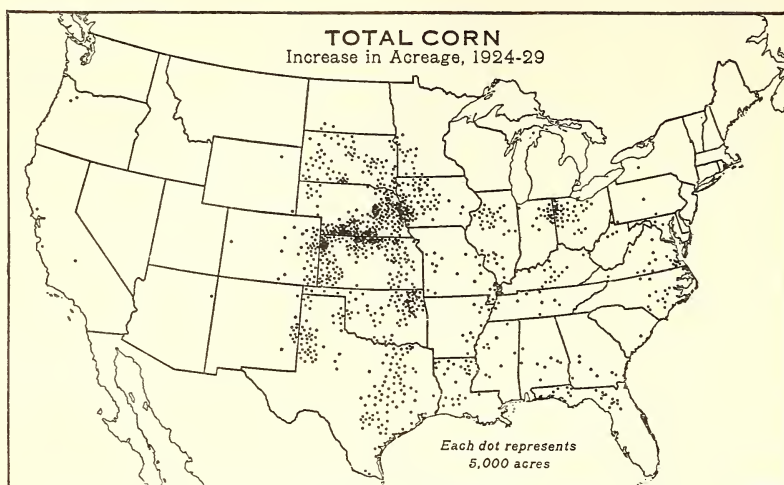 TOTAL CORN
Increase in Acreage, 1924-29
Each dot represents
5,000 acres